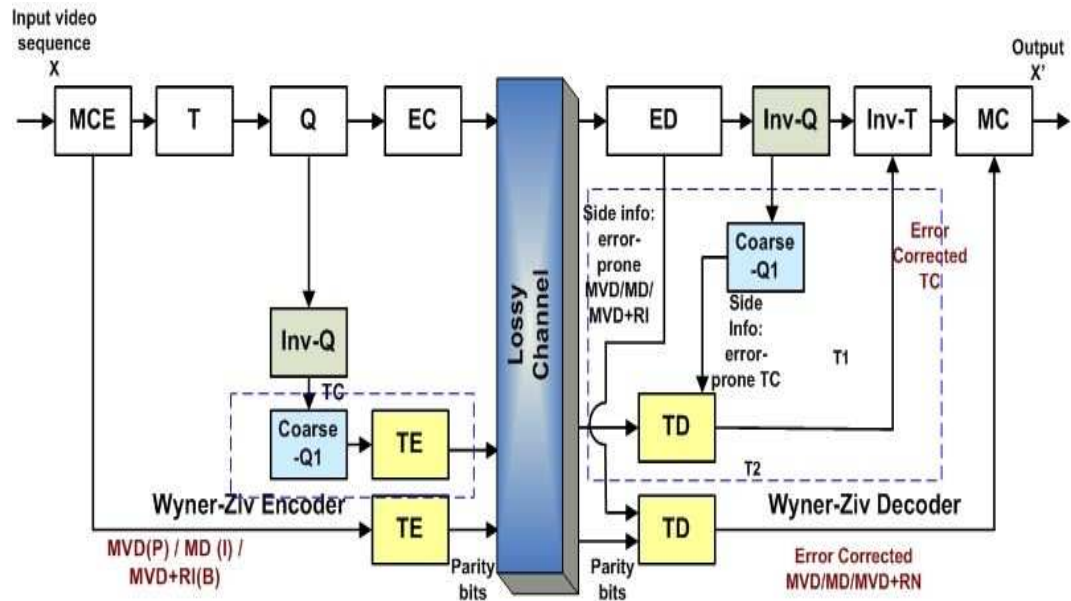 Input video
sequence
X
Output
X'
MCE
T
Q
EC
ED
Inv-Q
Inv-T
MC
Lossy
Channel
Side info:
error-
prone
MVD/MD/
MVD+RI
Coarse
-Q1
Error
Corrected
TC
Side
Info:
error-
prone TC
T1
Inv-Q
TC
Coarse
-Q1
TE
TD
T2
Wyner-Ziv Encoder
Wyner-Ziv Decoder
TE
TD
MVD(P) / MD (I) /
MVD+RI(B)
Parity
bits
Parity
bits
Error Corrected
MVD/MD/MVD+RN